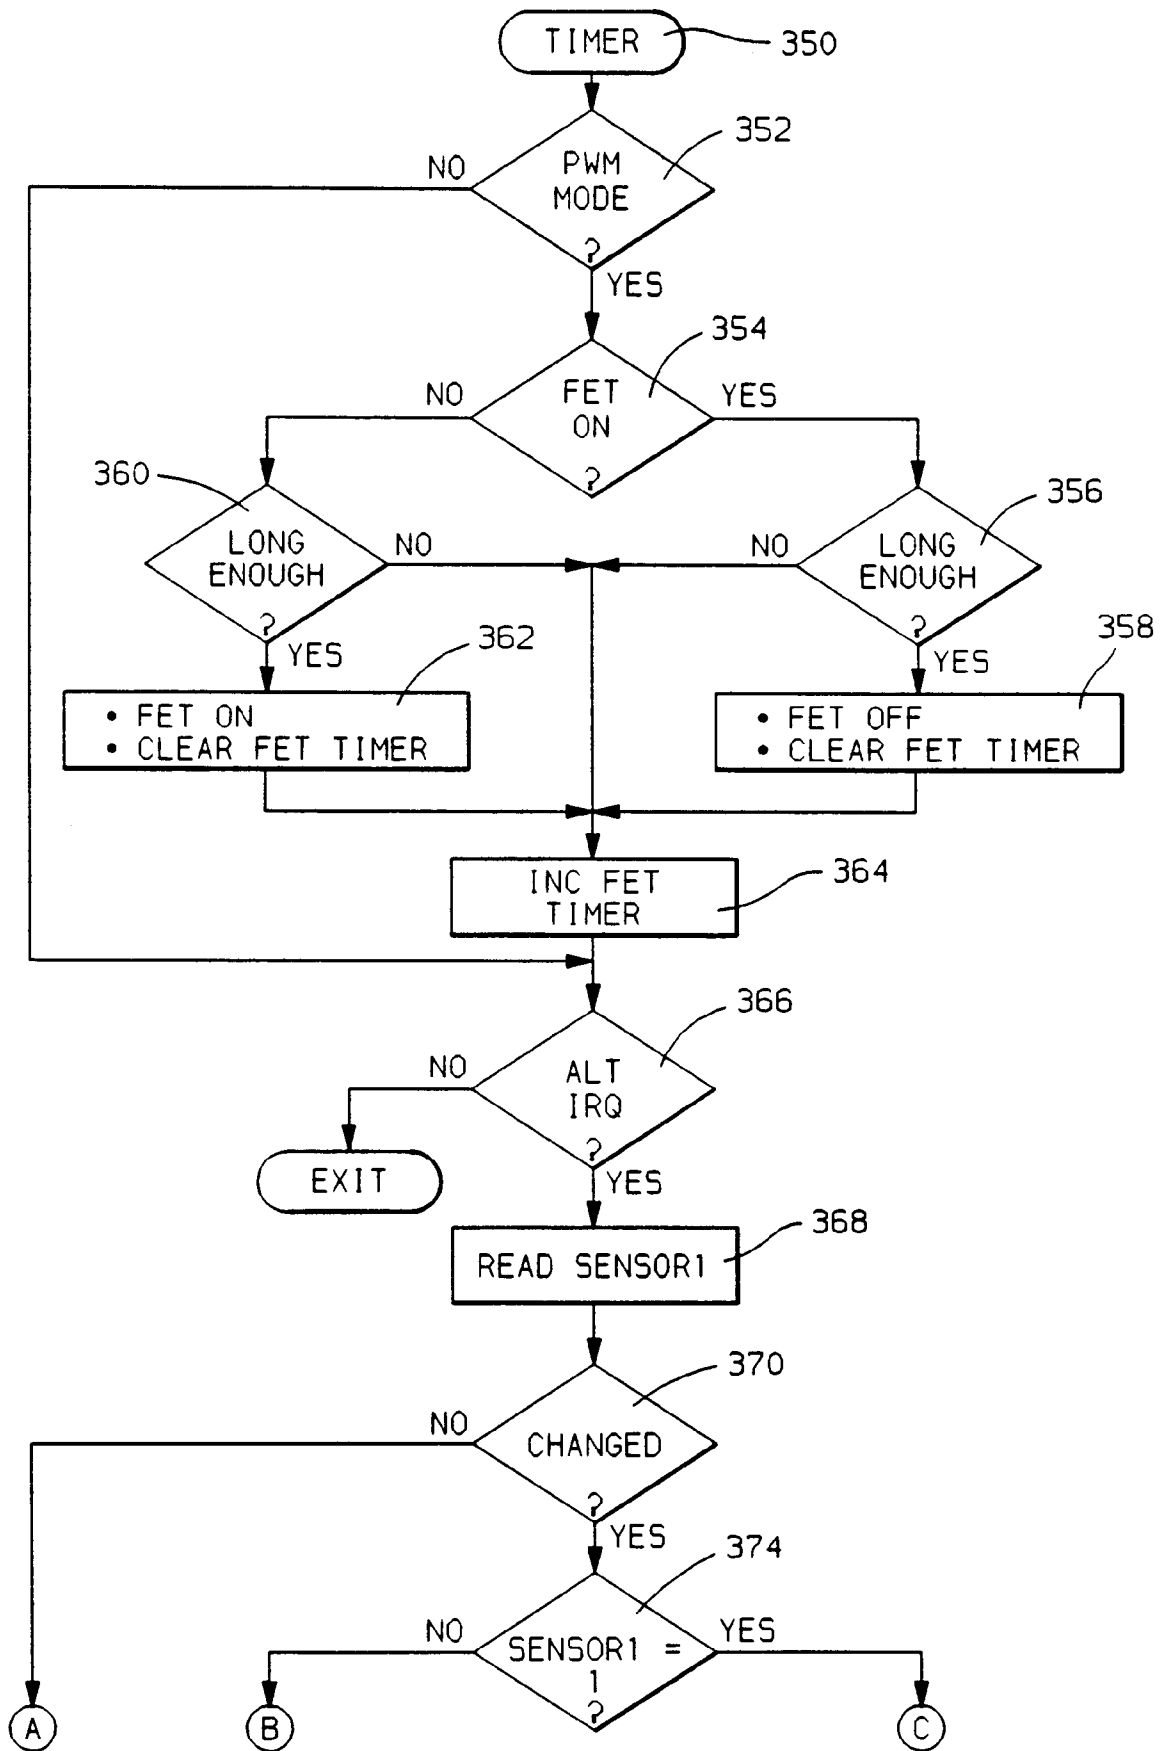 TIMER
350
352
NO
PWM
MODE
?
YES
354
NO
FET
ON
?
YES
360
356
LONG
ENOUGH
?
NO
NO
LONG
ENOUGH
?
YES
362
YES
358
• FET ON
• CLEAR FET TIMER
• FET OFF
• CLEAR FET TIMER
INC FET
TIMER
364
366
NO
ALT
IRQ
?
EXIT
YES
368
READ SENSOR1
370
NO
CHANGED
?
YES
374
NO
SENSOR1 =
1
?
YES
A
B
C